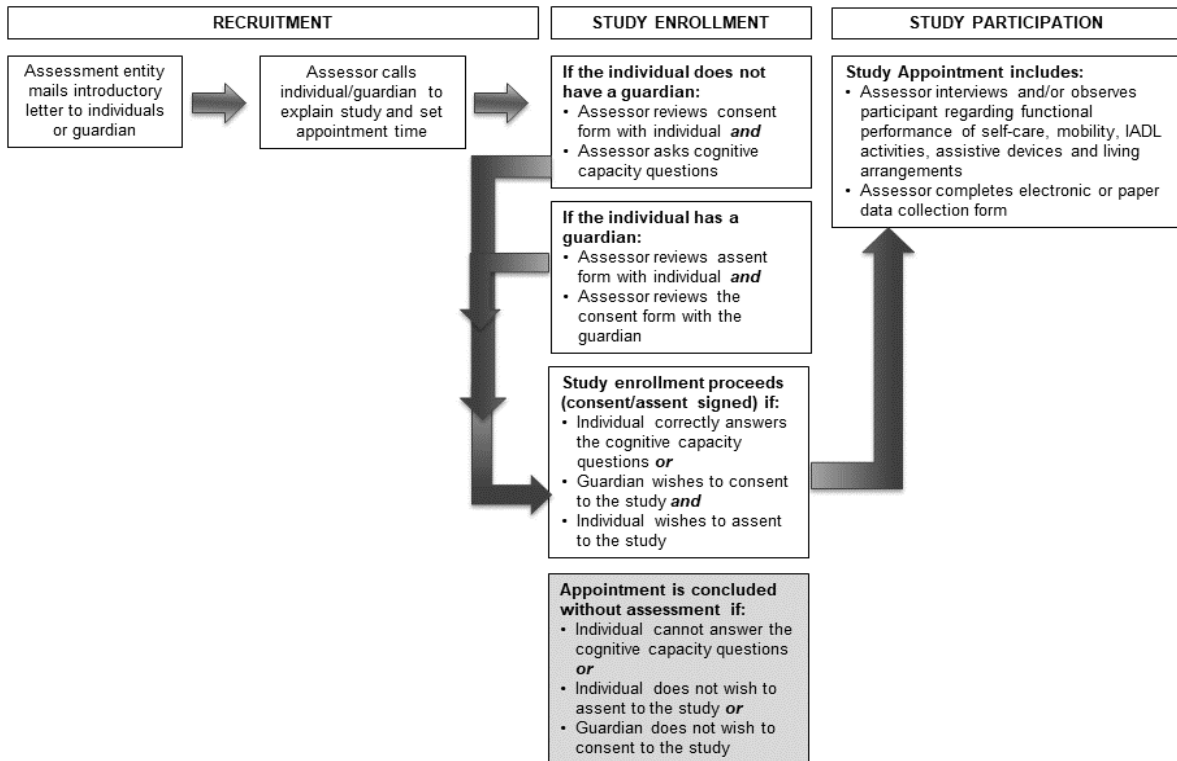 RECRUITMENT
STUDY ENROLLMENT
STUDY PARTICIPATION
Assessment entity
mails introductory
letter to individuals
or guardian
Assessor calls
individual/guardian to
explain study and set
appointment time
If the individual does not
have a guardian:
• Assessor reviews consent
form with individual and
• Assessor asks cognitive
capacity questions
If the individual has a
guardian:
• Assessor reviews assent
form with individual and
• Assessor reviews the
consent form with the
guardian
Study enrollment proceeds
(consent/assent signed) if:
• Individual correctly answers
the cognitive capacity
questions or
• Guardian wishes to consent
to the study and
• Individual wishes to assent
to the study
Appointment is concluded
without assessment if:
• Individual cannot answer the
cognitive capacity questions
or
• Individual does not wish to
assent to the study or
• Guardian does not wish to
consent to the study
Study Appointment includes:
• Assessor interviews and/or observes
participant regarding functional
performance of self-care, mobility, IADL
activities, assistive devices and living
arrangements
• Assessor completes electronic or paper
data collection form